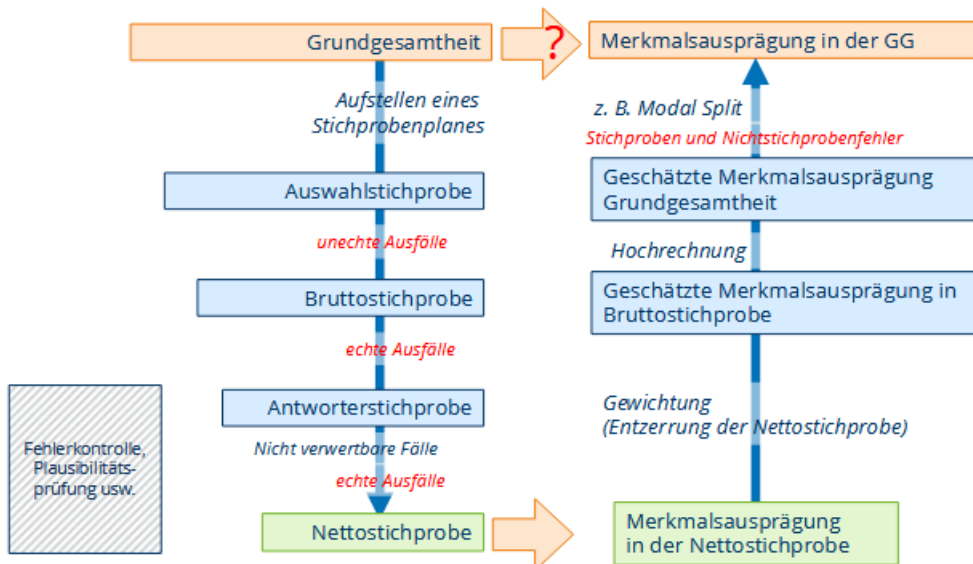 Grundgesamtheit
?
Merkmalsausprägung in der GG
Aufstellen eines
Stichprobenplanes
z. B. Modal Split
Stichproben und Nichtstichprobenfehler
Auswahlstichprobe
Geschätzte Merkmalsausprägung
Grundgesamtheit
unechte Ausfälle
Hochrechnung
Bruttostichprobe
Geschätzte Merkmalsausprägung in
Bruttostichprobe
echte Ausfälle
Antworterstichprobe
Gewichtung
(Entzerrung der Nettostichprobe)
Fehlerkontrolle,
Plausibilitäts-
prüfung usw.
Nicht verwertbare Fälle
echte Ausfälle
Nettostichprobe
Merkmalsausprägung
in der Nettostichprobe